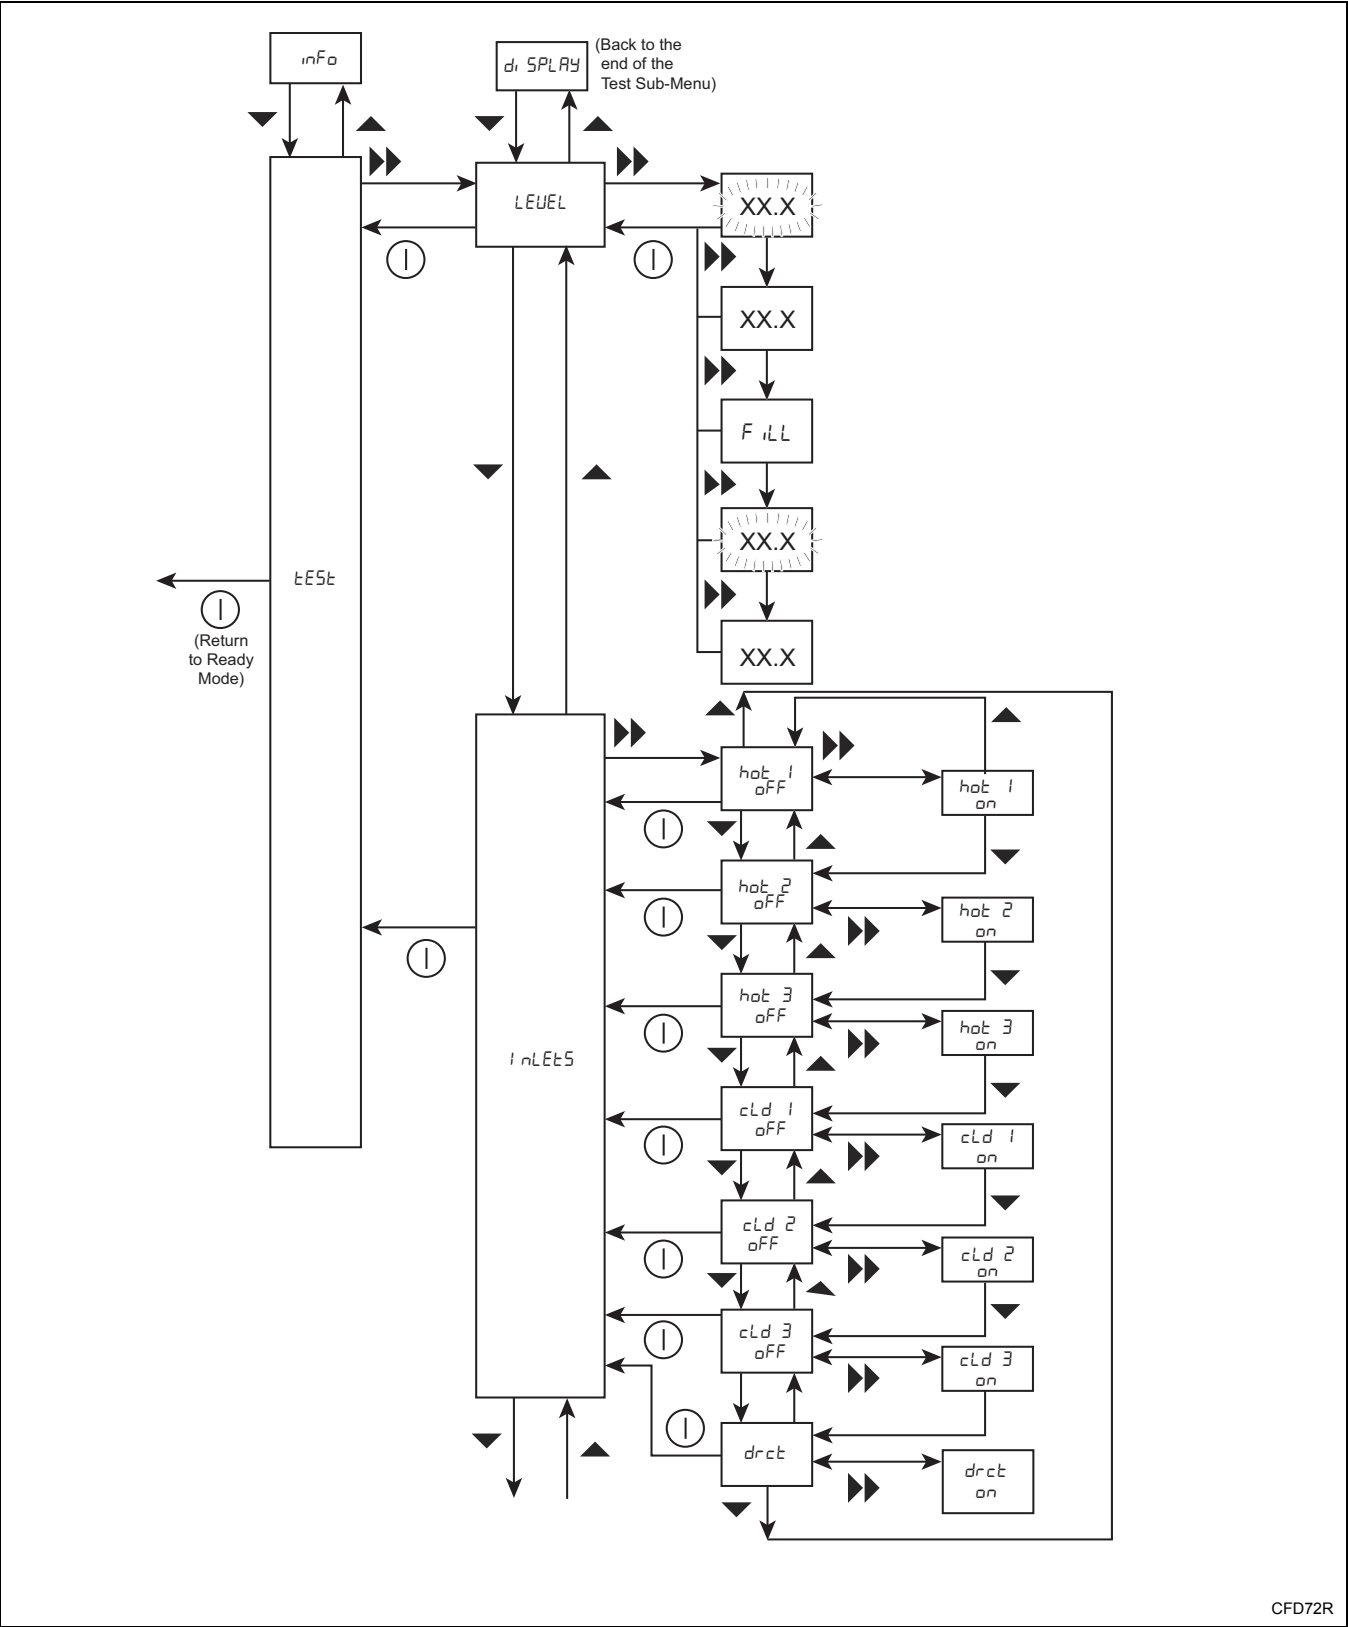 inFo
di SPLAY
(Back to the
end of the
Test Sub-Menu)
LEVEL
XX.X
XX.X
F iLL
XX.X
XX.X
tESt
(Return
to Ready
Mode)
hot 1
oFF
hot 1
on
hot 2
oFF
hot 2
on
hot 3
oFF
hot 3
on
I nLEtS
cLd 1
oFF
cLd 1
on
cLd 2
oFF
cLd 2
on
cLd 3
oFF
cLd 3
on
drct
drct
on
CFD72R